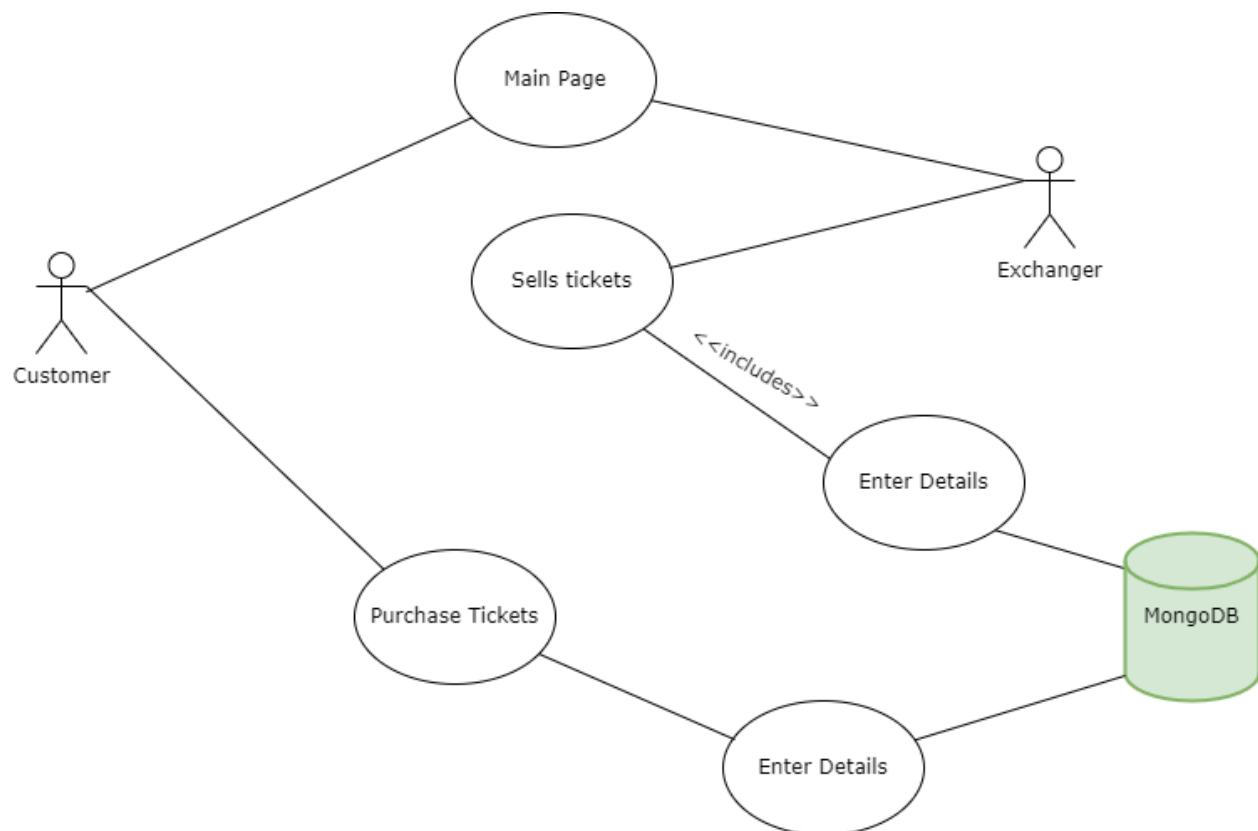 Main Page
Exchanger
Sells tickets
<<includes>>
Customer
Enter Details
Purchase Tickets
MongoDB
Enter Details